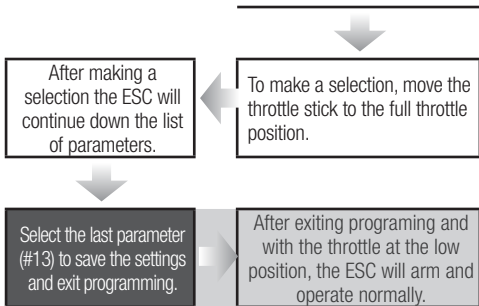 To make a selection, move the
throttle stick to the full throttle
position.
After making a
selection the ESC will
continue down the list
of parameters.
Select the last parameter
(#13) to save the settings
and exit programming.
After exiting programing and
with the throttle at the low
position, the ESC will arm and
operate normally.